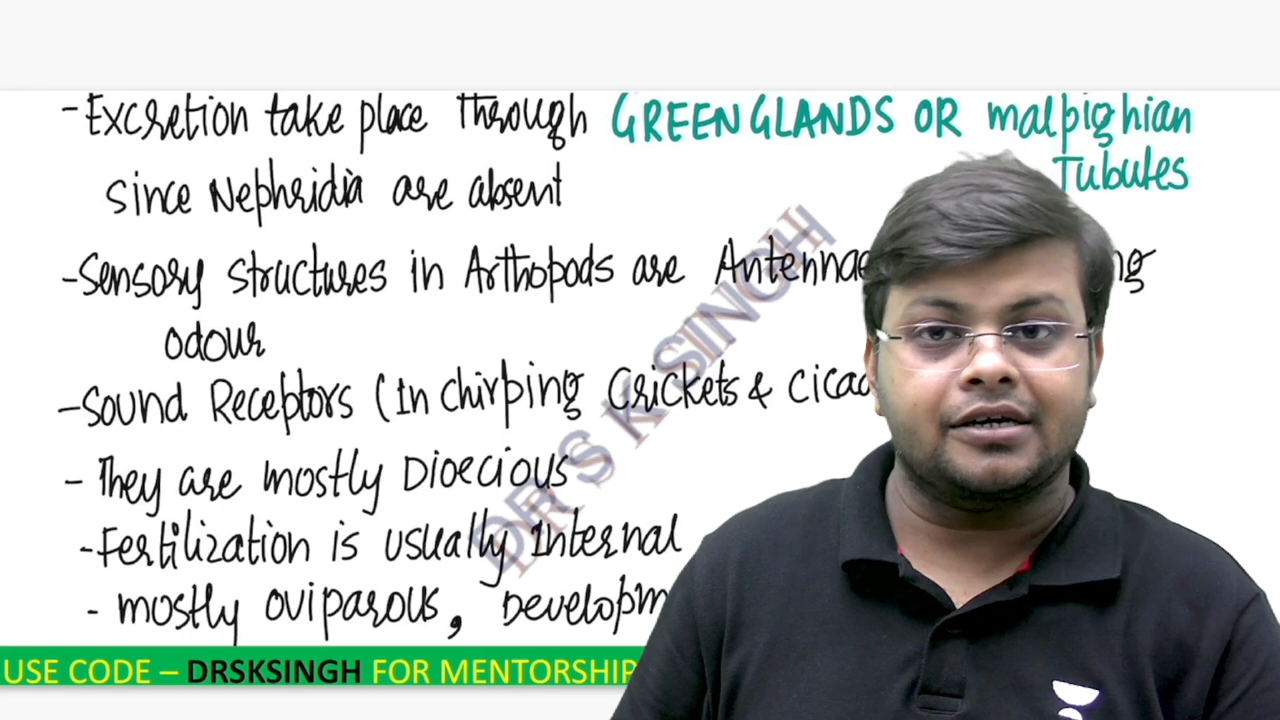 - Excretion take place through GREEN GLANDS OR malpighian
Tubules
since Nephridia are absent
- Sensory structures in Arthopods are Antennae
odour
- Sound Receptors (In chirping Crickets & cicad
- They are mostly Dioecious
- Fertilization is usually Internal
- mostly oviparous, Developm
DR S K SINGH
USE CODE – DRSKSINGH FOR MENTORSHIP